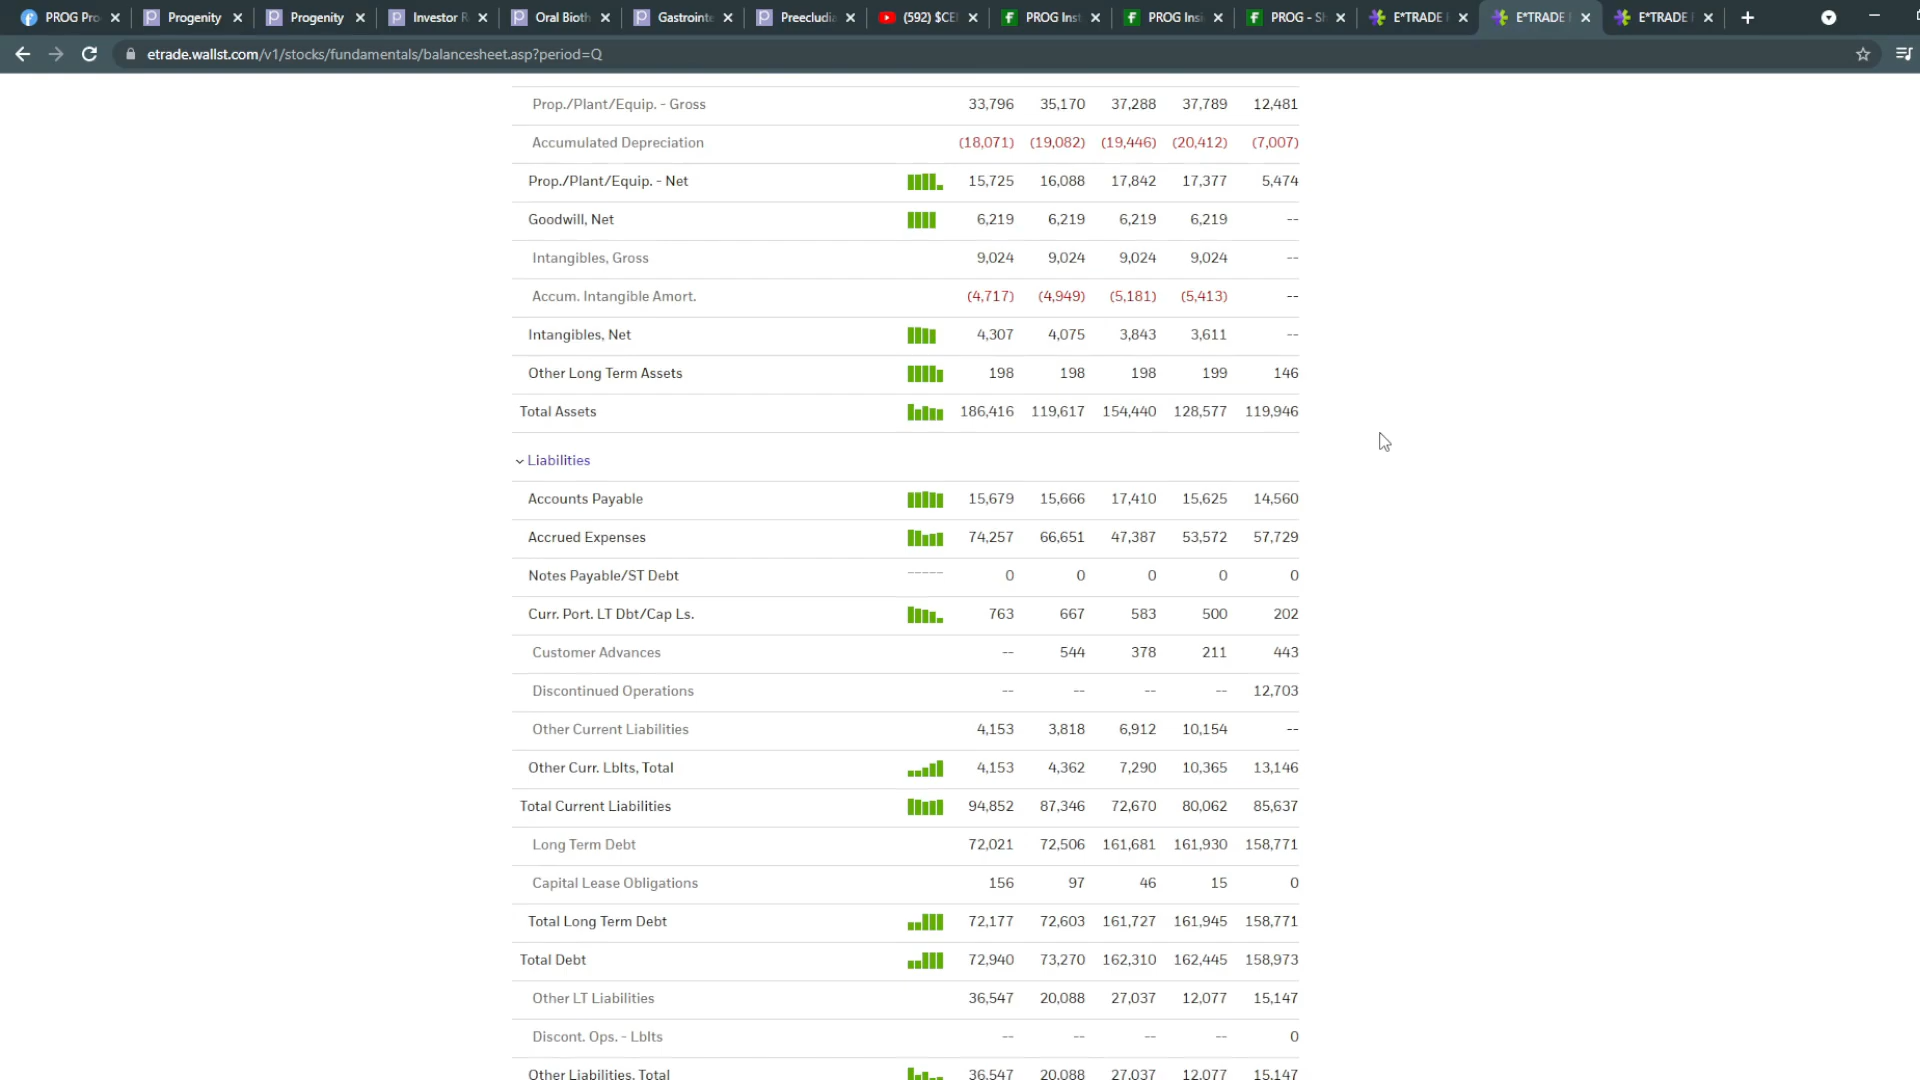 PROG Pro
Progenity
Progenity
Investor R
Oral Bioth
Gastrointe
Preecludia
(592) $CE
PROG Inst
PROG Insi
PROG - S
E*TRADE
E*TRADE
E*TRADE
etrade.wallst.com/v1/stocks/fundamentals/balancesheet.asp?period=Q
Prop./Plant/Equip. - Gross 33,796 35,170 37,288 37,789 12,481
Accumulated Depreciation (18,071) (19,082) (19,446) (20,412) (7,007)
Prop./Plant/Equip. - Net 15,725 16,088 17,842 17,377 5,474
Goodwill, Net 6,219 6,219 6,219 6,219 --
Intangibles, Gross 9,024 9,024 9,024 9,024 --
Accum. Intangible Amort. (4,717) (4,949) (5,181) (5,413) --
Intangibles, Net 4,307 4,075 3,843 3,611 --
Other Long Term Assets 198 198 198 199 146
Total Assets 186,416 119,617 154,440 128,577 119,946
Liabilities
Accounts Payable 15,679 15,666 17,410 15,625 14,560
Accrued Expenses 74,257 66,651 47,387 53,572 57,729
Notes Payable/ST Debt 0 0 0 0 0
Curr. Port. LT Dbt/Cap Ls. 763 667 583 500 202
Customer Advances -- 544 378 211 443
Discontinued Operations -- -- -- -- 12,703
Other Current Liabilities 4,153 3,818 6,912 10,154 --
Other Curr. Lblts, Total 4,153 4,362 7,290 10,365 13,146
Total Current Liabilities 94,852 87,346 72,670 80,062 85,637
Long Term Debt 72,021 72,506 161,681 161,930 158,771
Capital Lease Obligations 156 97 46 15 0
Total Long Term Debt 72,177 72,603 161,727 161,945 158,771
Total Debt 72,940 73,270 162,310 162,445 158,973
Other LT Liabilities 36,547 20,088 27,037 12,077 15,147
Discont. Ops. - Lblts -- -- -- -- 0
Other Liabilities, Total 36,547 20,088 27,037 12,077 15,147